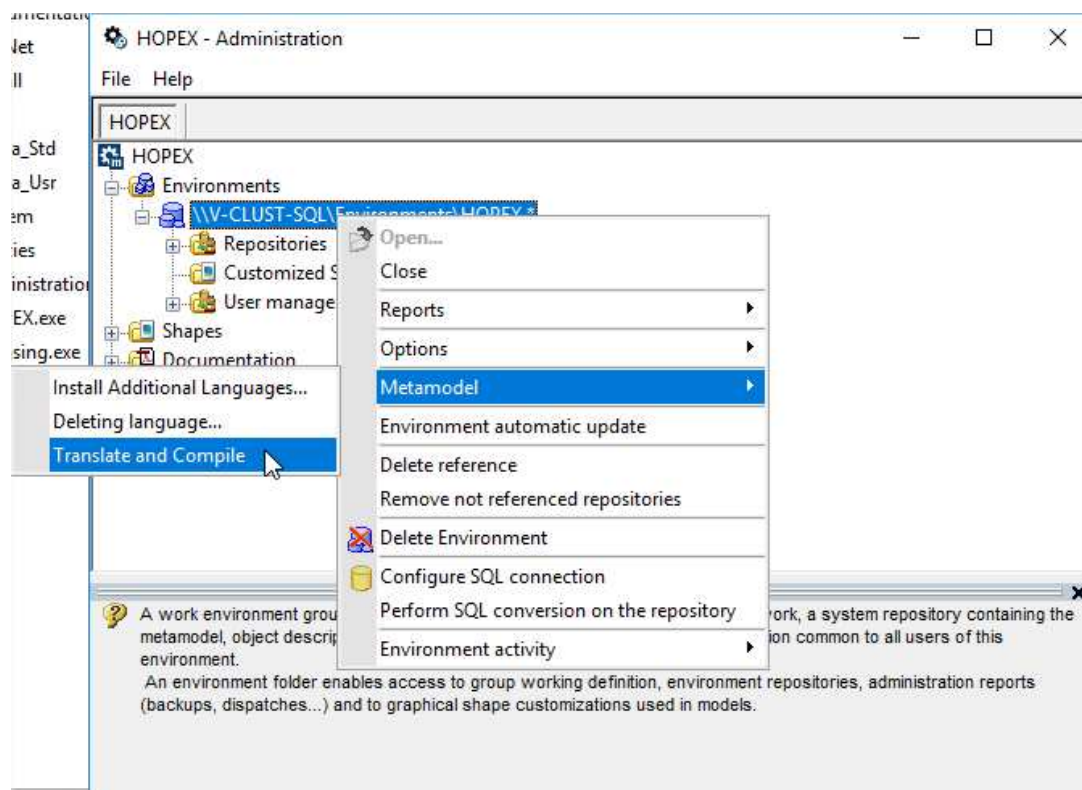 HOPEX - Administration
File Help
HOPEX
HOPEX
Environments
\\V-CLUST-SQL\Environments\HOPEX *
Repositories
Customized S
User manage
Shapes
Documentation
Net
ll
a_Std
a_Usr
em
ies
inistration
EX.exe
sing.exe
Open...
Close
Reports
Options
Metamodel
Environment automatic update
Delete reference
Remove not referenced repositories
Delete Environment
Configure SQL connection
Perform SQL conversion on the repository
Environment activity
Install Additional Languages...
Deleting language...
Translate and Compile
A work environment grou ork, a system repository containing the
metamodel, object descrip ion common to all users of this
environment.
An environment folder enables access to group working definition, environment repositories, administration reports
(backups, dispatches...) and to graphical shape customizations used in models.